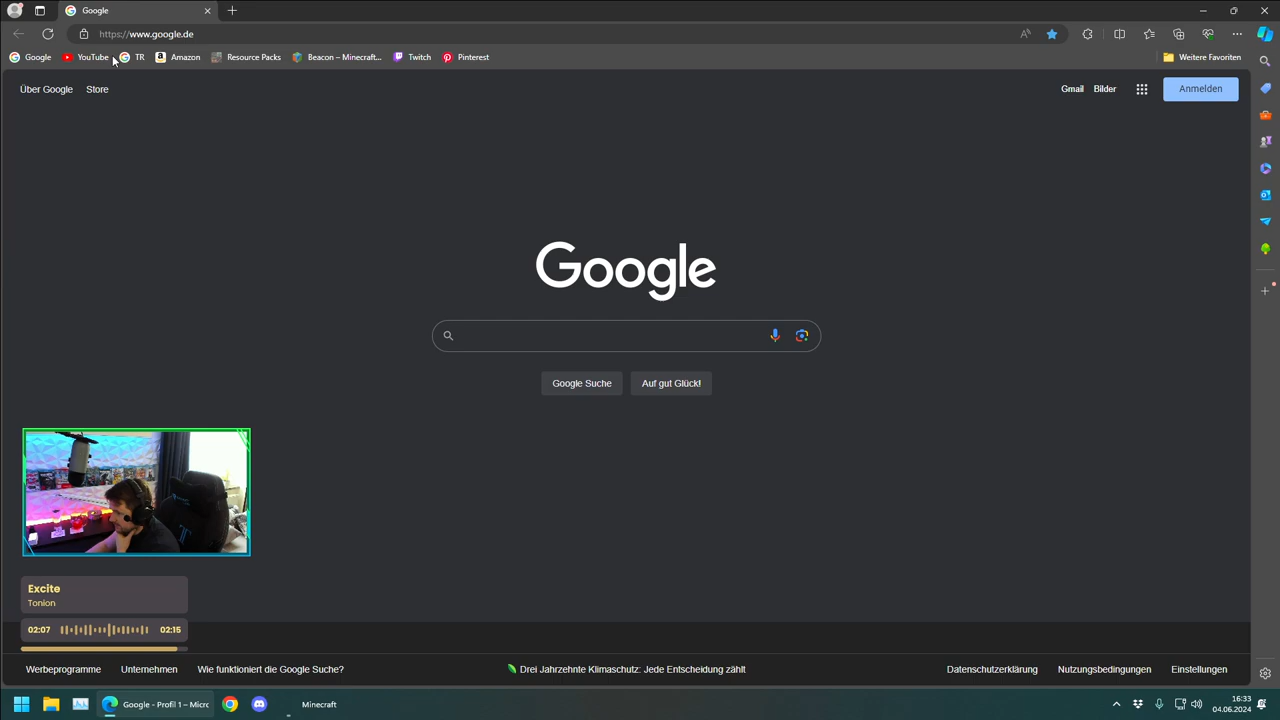 Google
https://www.google.de
Google
YouTube
TR
Amazon
Resource Packs
Beacon – Minecraft...
Twitch
Pinterest
Weitere Favoriten
Über Google
Store
Gmail
Bilder
Anmelden
Google
Google Suche
Auf gut Glück!
Excite
Tonion
02:07
02:15
Werbeprogramme
Unternehmen
Wie funktioniert die Google Suche?
Drei Jahrzehnte Klimaschutz: Jede Entscheidung zählt
Datenschutzerklärung
Nutzungsbedingungen
Einstellungen
Google - Profil 1 – Micro
Minecraft
16:33
04.06.2024